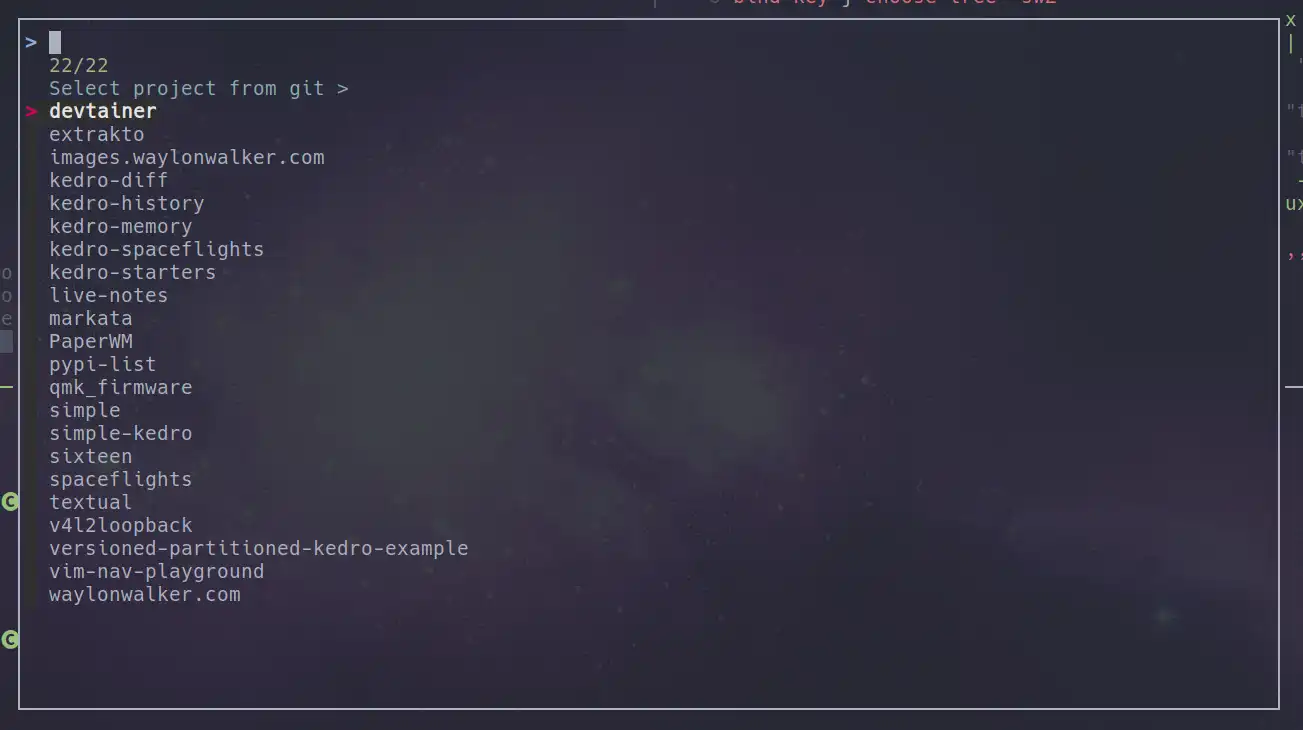 bind-key j choose-tree -swZ
x
|
>
22/22
Select project from git >
> devtainer
extrakto
images.waylonwalker.com
kedro-diff
kedro-history
kedro-memory
kedro-spaceflights
kedro-starters
live-notes
markata
PaperWM
pypi-list
qmk_firmware
simple
simple-kedro
sixteen
spaceflights
textual
v4l2loopback
versioned-partitioned-kedro-example
vim-nav-playground
waylonwalker.com
"t
"t
ux
o
o
e
C
C